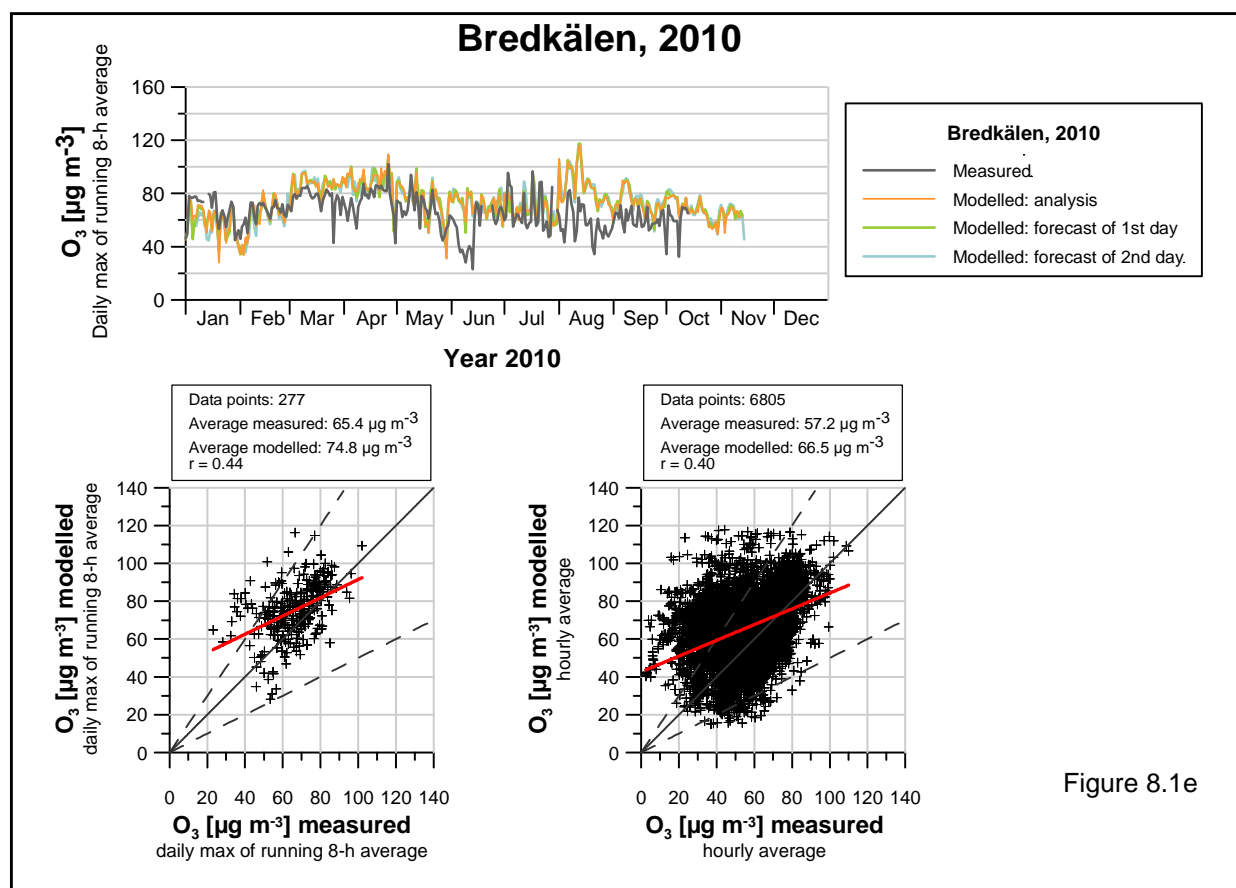 Bredkälen, 2010
O3 [µg m-3]
Daily max of running 8-h average
160
120
80
40
0
Jan Feb Mar Apr May Jun Jul Aug Sep Oct Nov Dec
Year 2010
Bredkälen, 2010
Measured.
Modelled: analysis
Modelled: forecast of 1st day
Modelled: forecast of 2nd day.
Data points: 277
Average measured: 65.4 µg m-3
Average modelled: 74.8 µg m-3
r = 0.44
O3 [µg m-3] modelled
daily max of running 8-h average
140
120
100
80
60
40
20
0
0 20 40 60 80 100 120 140
O3 [µg m-3] measured
daily max of running 8-h average
Data points: 6805
Average measured: 57.2 µg m-3
Average modelled: 66.5 µg m-3
r = 0.40
O3 [µg m-3] modelled
hourly average
140
120
100
80
60
40
20
0
0 20 40 60 80 100 120 140
O3 [µg m-3] measured
hourly average
Figure 8.1e